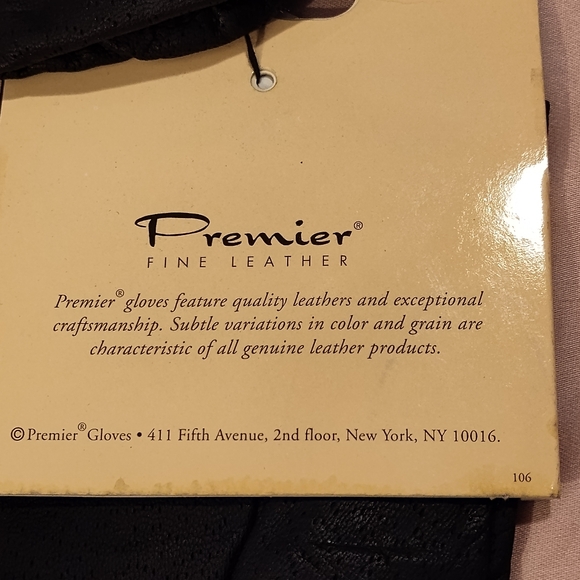 Premier®
FINE LEATHER
Premier® gloves feature quality leathers and exceptional
craftsmanship. Subtle variations in color and grain are
characteristic of all genuine leather products.
© Premier® Gloves • 411 Fifth Avenue, 2nd floor, New York, NY 10016.
106